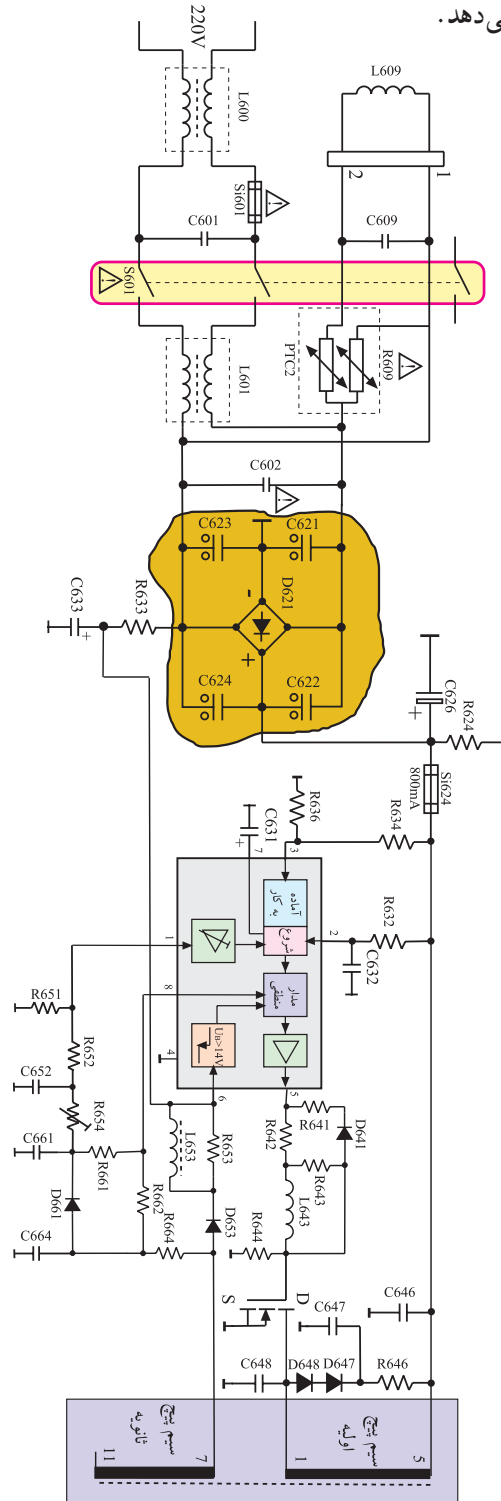 ی‌دهد.
220V
L600
L609
Si601
2
1
C601
C609
S601
PTC2
R609
L601
C602
C623
C621
D621
-
+
C624
C622
C633
+
R633
C626
+
R624
Si624
800mA
R636
C631
+
7
3
R634
آماده
به کار
شروع
2
R632
C632
1
8
مدار
منطقی
UB>14V
4
6
5
R651
R652
C652
R654
C661
R661
D661
C664
R662
R664
L653
R653
D653
R641
R642
D641
R643
L643
R644
S
D
C646
C647
C648
D648
D647
R646
سیم پیچ
ثانویه
11
7
سیم پیچ
اولیه
1
5